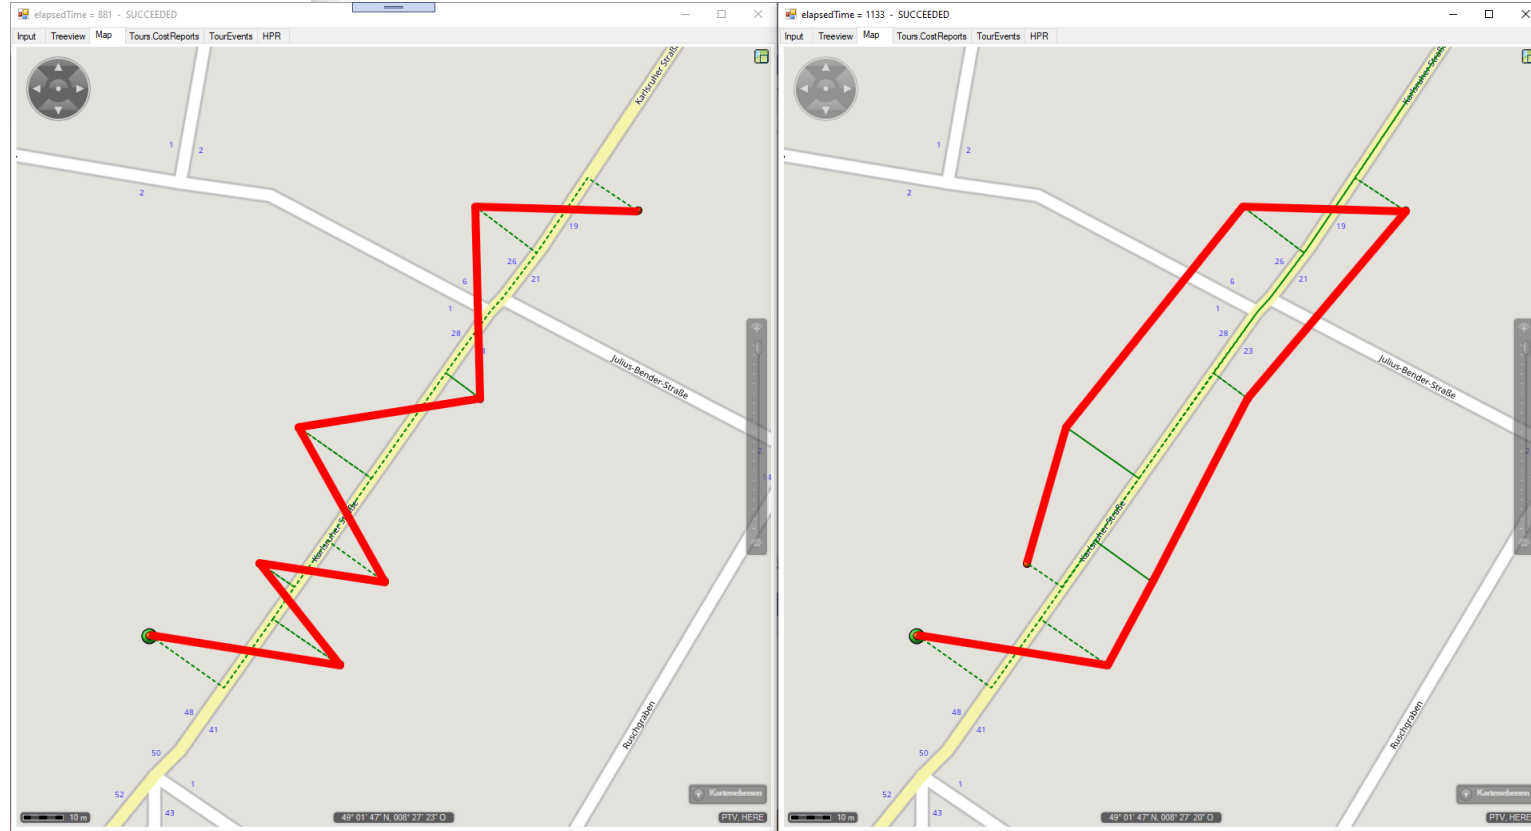 elapsedTime = 881 - SUCCEEDED
Input Treeview Map Tours.CostReports TourEvents HPR
Karlsruher Straß
1
2
2
19
26
21
6
1
28
3
Julius-Bender-Straße
14
Karlsruher Straße
48
41
50
1
52
43
Ruschgraben
Kartenebenen
10 m
49° 01' 47" N, 008° 27' 23" O
PTV, HERE
elapsedTime = 1133 - SUCCEEDED
Input Treeview Map Tours.CostReports TourEvents HPR
Karlsruher Straß
1
2
2
19
26
21
6
1
28
23
Julius-Bender-Straße
Karlsruher Straße
48
41
50
1
52
43
Ruschgraben
Kartenebenen
10 m
49° 01' 47" N, 008° 27' 20" O
PTV, HERE